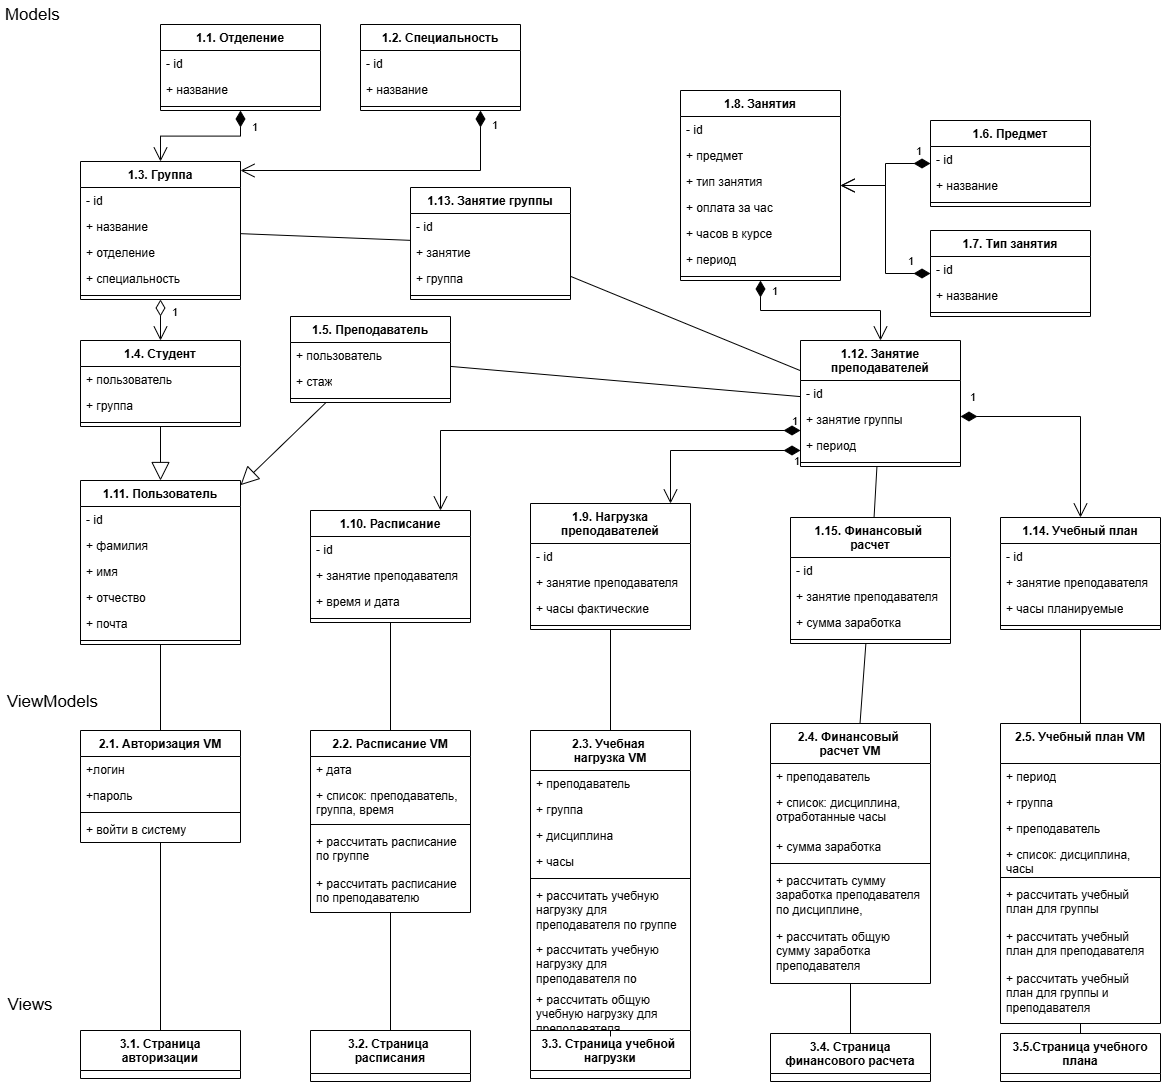 Models
1.1. Отделение
- id
+ название
1
1.2. Специальность
- id
+ название
1
1.3. Группа
- id
+ название
+ отделение
+ специальность
1
1.13. Занятие группы
- id
+ занятие
+ группа
1.8. Занятия
- id
+ предмет
+ тип занятия
+ оплата за час
+ часов в курсе
+ период
1
1.6. Предмет
- id
+ название
1
1.7. Тип занятия
- id
+ название
1
1.4. Студент
+ пользователь
+ группа
1.5. Преподаватель
+ пользователь
+ стаж
1.12. Занятие
преподавателей
- id
+ занятие группы
+ период
1
1
1
1.11. Пользователь
- id
+ фамилия
+ имя
+ отчество
+ почта
1.10. Расписание
- id
+ занятие преподавателя
+ время и дата
1.9. Нагрузка
преподавателей
- id
+ занятие преподавателя
+ часы фактические
1.15. Финансовый
расчет
- id
+ занятие преподавателя
+ сумма заработка
1.14. Учебный план
- id
+ занятие преподавателя
+ часы планируемые
ViewModels
2.1. Авторизация VM
+логин
+пароль
+ войти в систему
2.2. Расписание VM
+ дата
+ список: преподаватель,
группа, время
+ рассчитать расписание
по группе
+ рассчитать расписание
по преподавателю
2.3. Учебная
нагрузка VM
+ преподаватель
+ группа
+ дисциплина
+ часы
+ рассчитать учебную
нагрузку для
преподавателя по группе
+ рассчитать учебную
нагрузку для
преподавателя по
+ рассчитать общую
учебную нагрузку для
преподавателя
2.4. Финансовый
расчет VM
+ преподаватель
+ список: дисциплина,
отработанные часы
+ сумма заработка
+ рассчитать сумму
заработка преподавателя
по дисциплине,
+ рассчитать общую
сумму заработка
преподавателя
2.5. Учебный план VM
+ период
+ группа
+ преподаватель
+ список: дисциплина,
часы
+ рассчитать учебный
план для группы
+ рассчитать учебный
план для преподавателя
+ рассчитать учебный
план для группы и
преподавателя
Views
3.1. Страница
авторизации
3.2. Страница
расписания
3.3. Страница учебной
нагрузки
3.4. Страница
финансового расчета
3.5.Страница учебного
плана